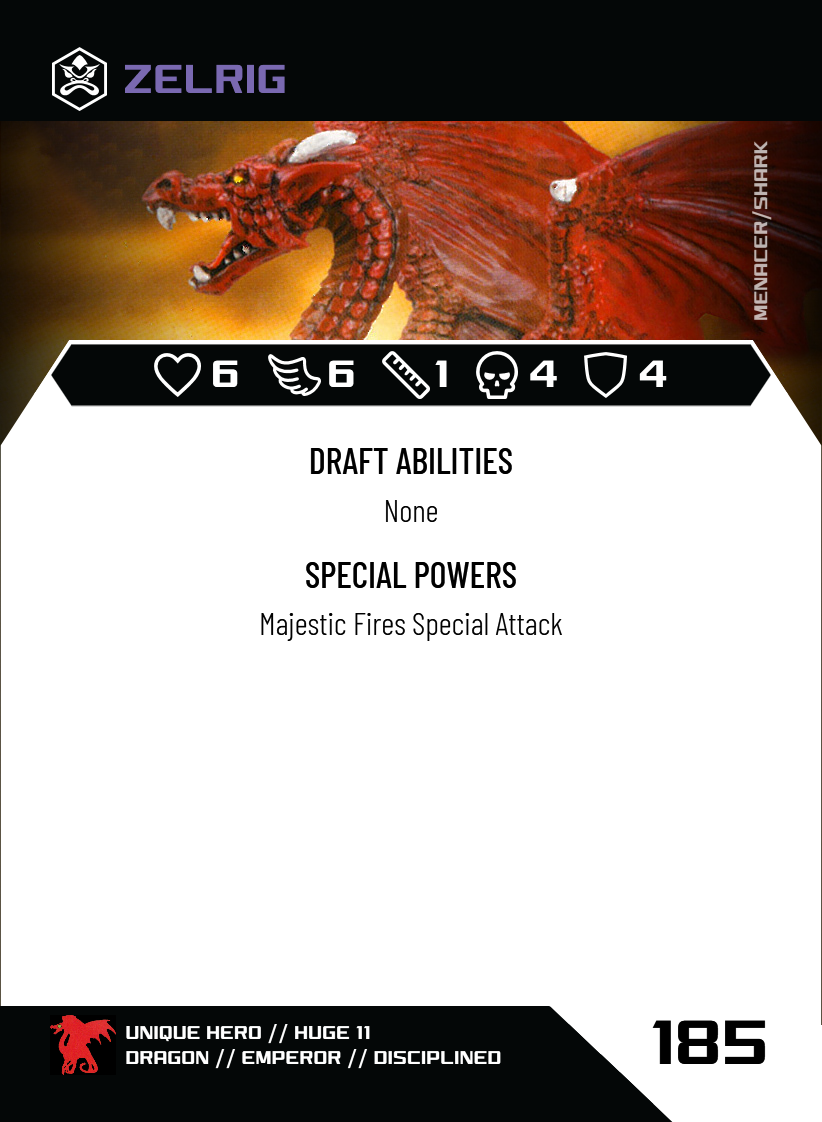 ZELRIG
MENACER/SHARK
6 6 1 4 4
DRAFT ABILITIES
None
SPECIAL POWERS
Majestic Fires Special Attack
UNIQUE HERO // HUGE 11
DRAGON // EMPEROR // DISCIPLINED
185